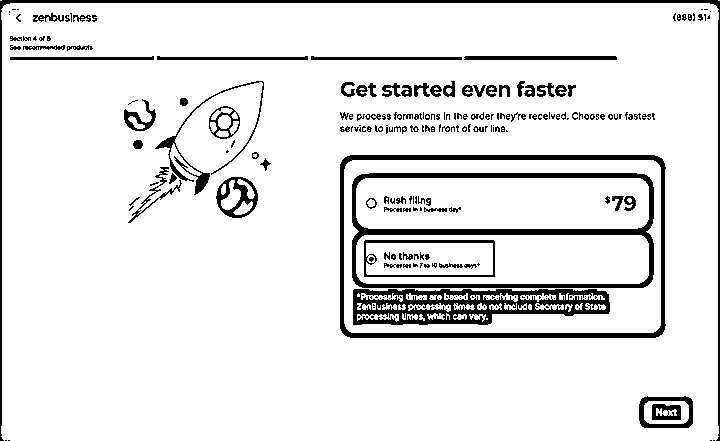 zenbusiness
Section 4 of 5
See recommended products
Get started even faster
We process formations in the order they're received. Choose our fastest
service to jump to the front of our line.
Rush filing
Processes in 1 business day*
$79
No thanks
Processes in 7 to 10 business days*
*Processing times are based on receiving complete information.
ZenBusiness processing times do not include Secretary of State
processing times, which can vary.
Next